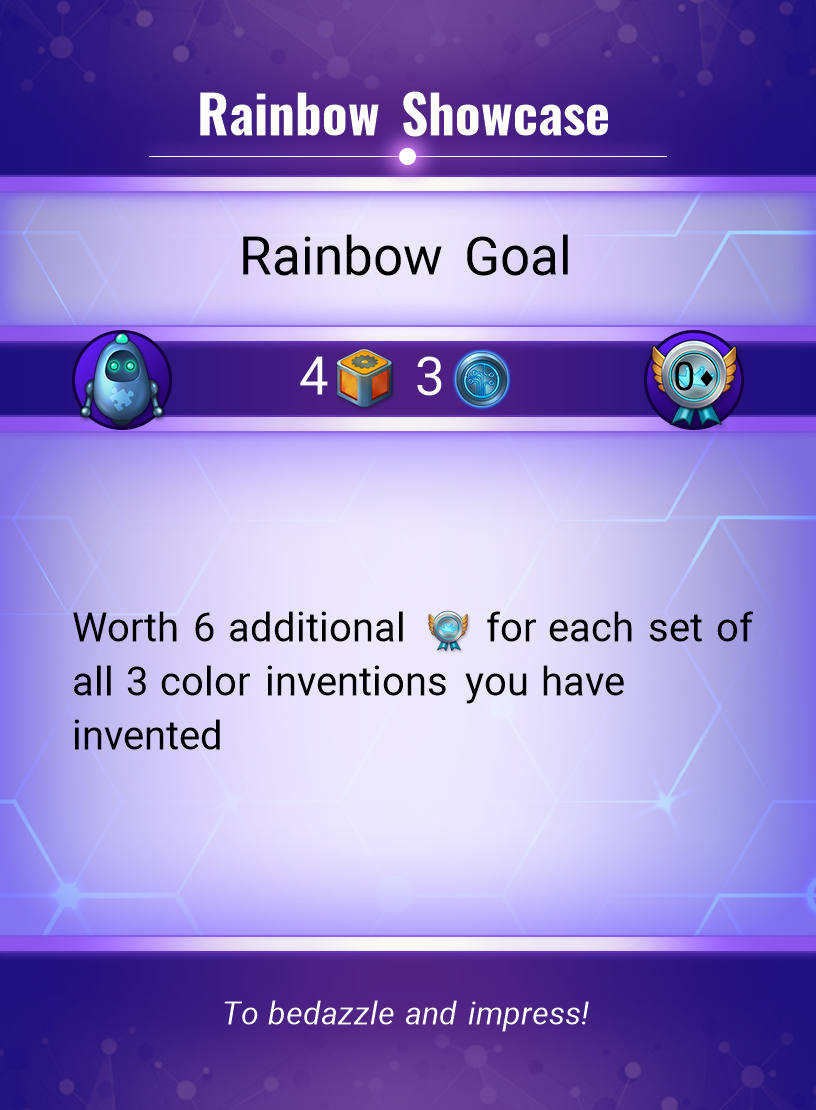 Rainbow Showcase
Rainbow Goal
4 3 0♦
Worth 6 additional for each set of
all 3 color inventions you have
invented
To bedazzle and impress!